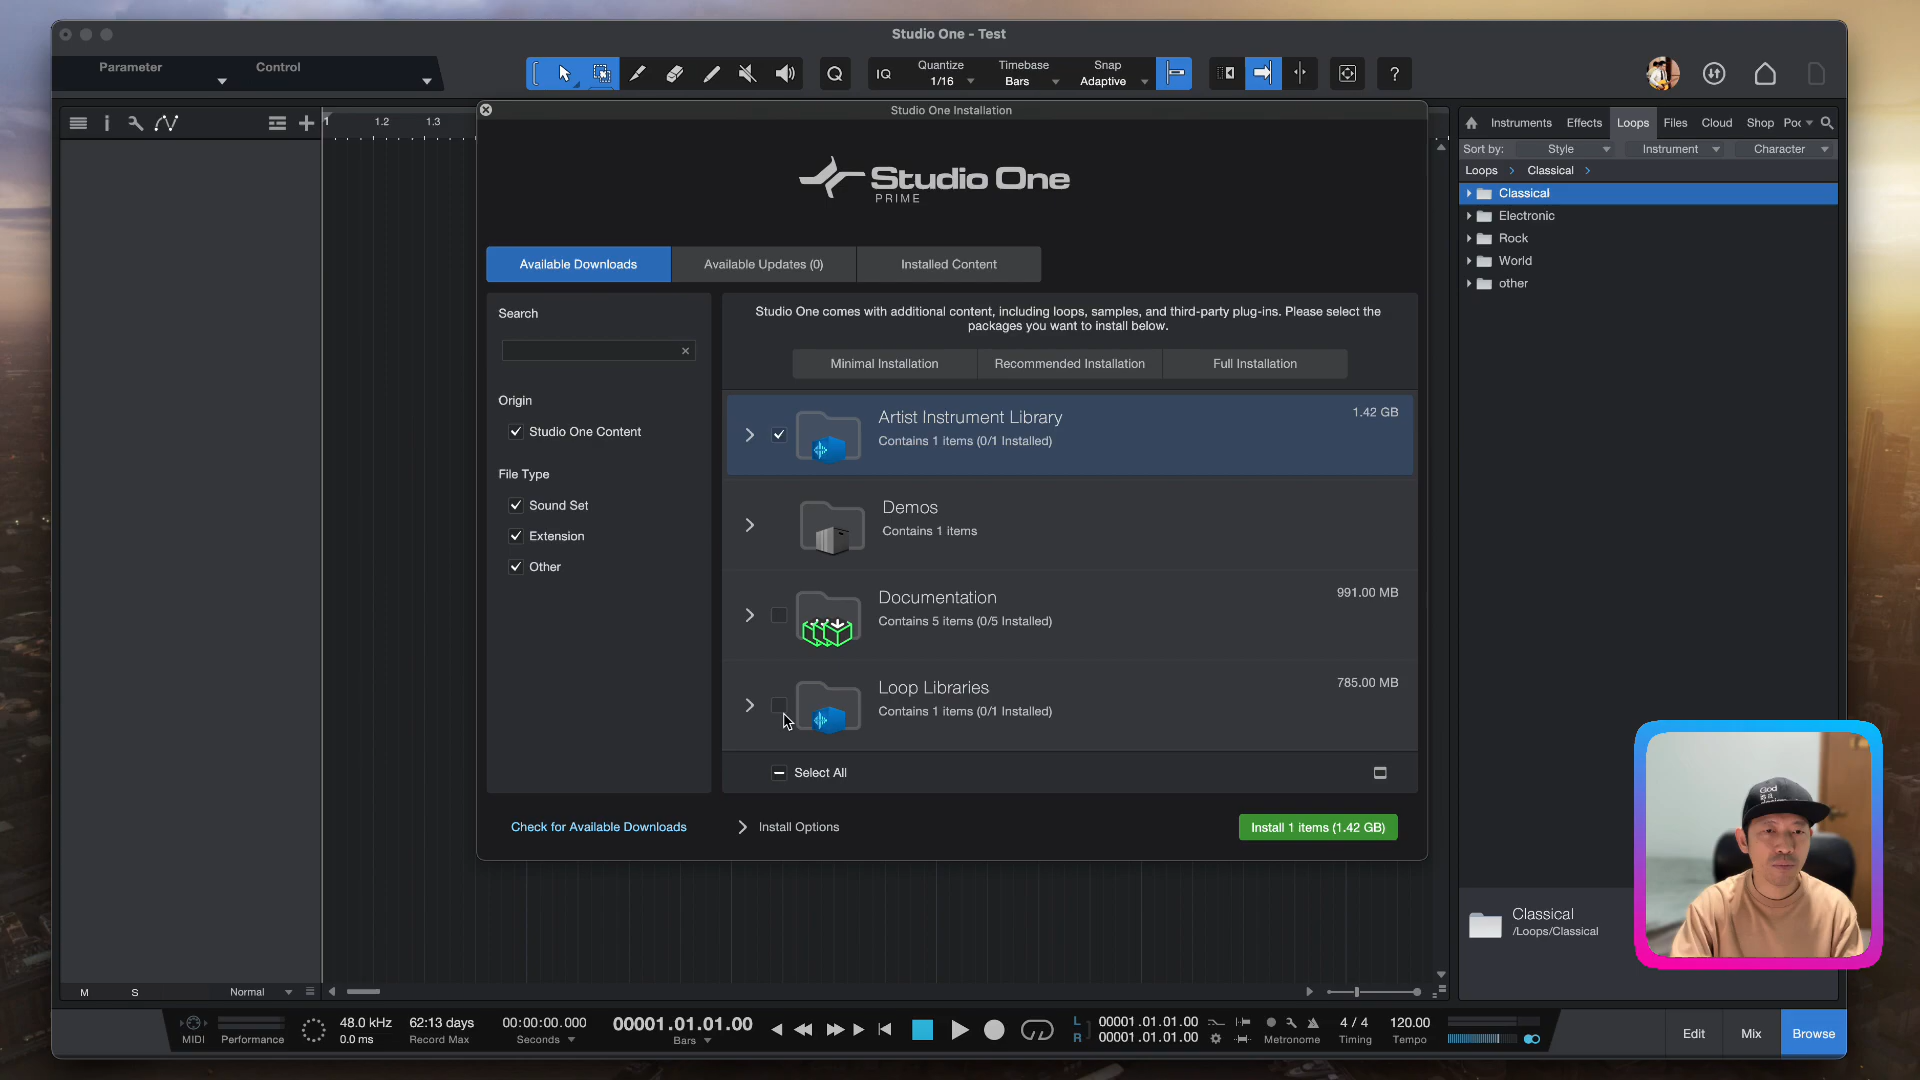 Studio One - Test
Parameter
Control
IQ
Quantize
1/16
Timebase
Bars
Snap
Adaptive
?
Studio One Installation
1
1.2
1.3
Studio One
PRIME
Available Downloads
Available Updates (0)
Installed Content
Search
Origin
Studio One Content
File Type
Sound Set
Extension
Other
Studio One comes with additional content, including loops, samples, and third-party plug-ins. Please select the
packages you want to install below.
Minimal Installation
Recommended Installation
Full Installation
Artist Instrument Library
Contains 1 items (0/1 Installed)
1.42 GB
Demos
Contains 1 items
Documentation
Contains 5 items (0/5 Installed)
991.00 MB
Loop Libraries
Contains 1 items (0/1 Installed)
785.00 MB
Select All
Check for Available Downloads
Install Options
Install 1 items (1.42 GB)
Instruments
Effects
Loops
Files
Cloud
Shop
Poc
Sort by:
Style
Instrument
Character
Loops
Classical
Classical
Electronic
Rock
World
other
Classical
/Loops/Classical
God
is a
M
S
Normal
MIDI
Performance
48.0 kHz
0.0 ms
62:13 days
Record Max
00:00:00.000
Seconds
00001.01.01.00
Bars
L
R
00001.01.01.00
00001.01.01.00
Metronome
4 / 4
Timing
120.00
Tempo
Edit
Mix
Browse